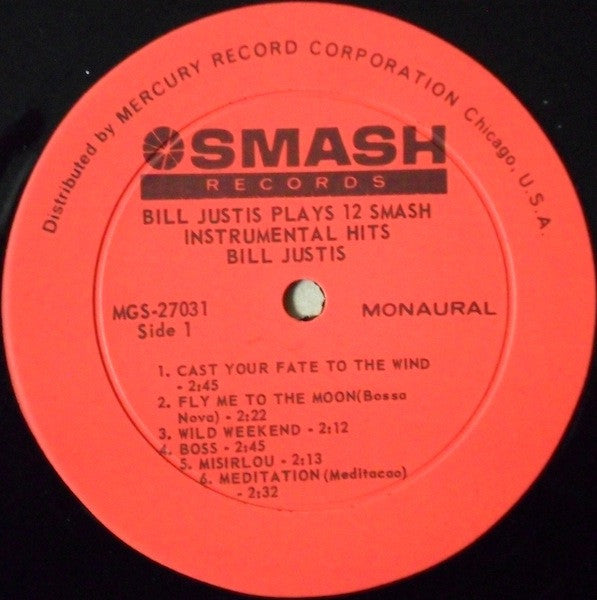 Distributed by MERCURY RECORD CORPORATION Chicago, U.S.A.
SMASH
RECORDS
BILL JUSTIS PLAYS 12 SMASH
INSTRUMENTAL HITS
BILL JUSTIS
MGS-27031
MONAURAL
Side 1
1. CAST YOUR FATE TO THE WIND
- 2:45
2. FLY ME TO THE MOON(Bossa
Nova) - 2:22
3. WILD WEEKEND - 2:12
4. BOSS - 2:45
5. MISIRLOU - 2:13
6. MEDITATION (Meditacao)
- 2:32